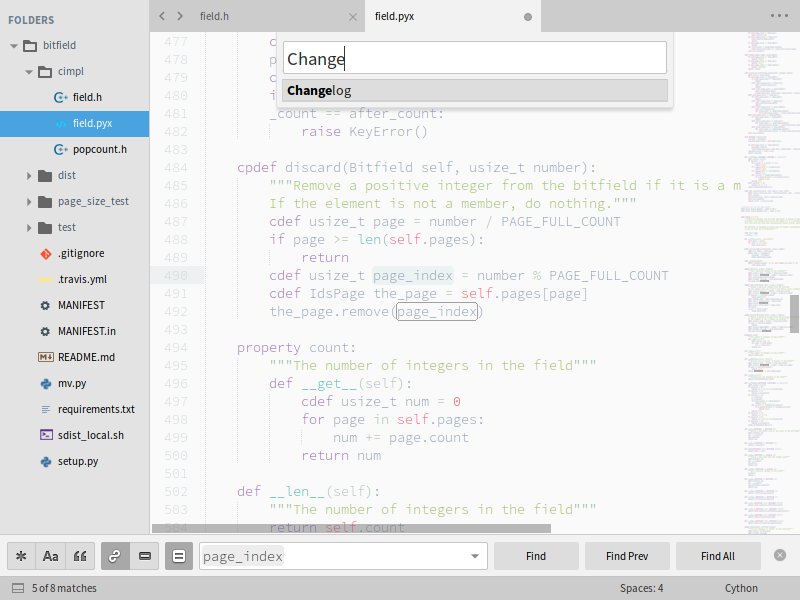 FOLDERS
bitfield
cimpl
field.h
field.pyx
popcount.h
dist
page_size_test
test
.gitignore
.travis.yml
MANIFEST
MANIFEST.in
README.md
mv.py
requirements.txt
sdist_local.sh
setup.py
field.h
field.pyx
Change
Changelog
477 c
478 p
479 c
480 i
481 _count == after_count:
482 raise KeyError()
483
484 cpdef discard(Bitfield self, usize_t number):
485 """Remove a positive integer from the bitfield if it is a m
486 If the element is not a member, do nothing."""
487 cdef usize_t page = number / PAGE_FULL_COUNT
488 if page >= len(self.pages):
489 return
490 cdef usize_t page_index = number % PAGE_FULL_COUNT
491 cdef IdsPage the_page = self.pages[page]
492 the_page.remove(page_index)
493
494 property count:
495 """The number of integers in the field"""
496 def __get__(self):
497 cdef usize_t num = 0
498 for page in self.pages:
499 num += page.count
500 return num
501
502 def __len__(self):
503 """The number of integers in the field"""
504 return self.count
Aa
page_index
Find
Find Prev
Find All
5 of 8 matches
Spaces: 4
Cython